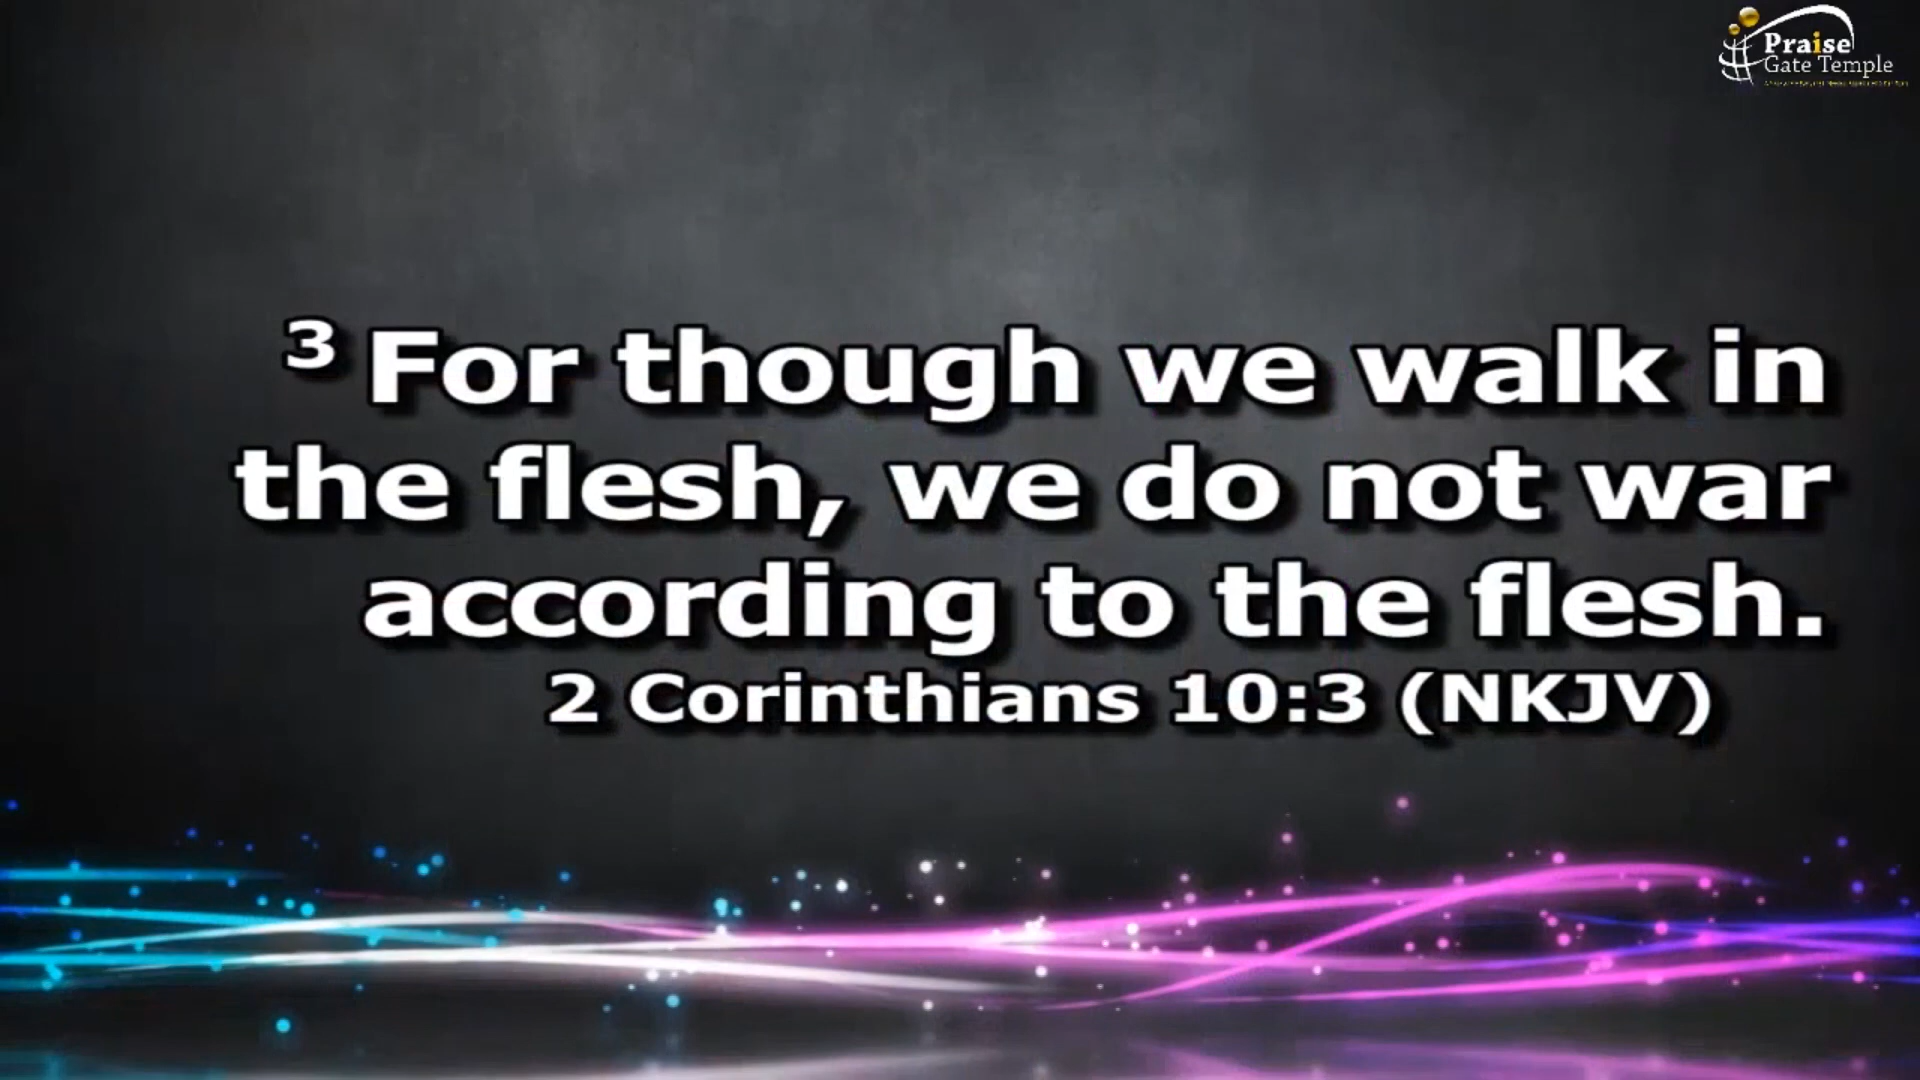 Praise
Gate Temple
3 For though we walk in
the flesh, we do not war
according to the flesh.
2 Corinthians 10:3 (NKJV)